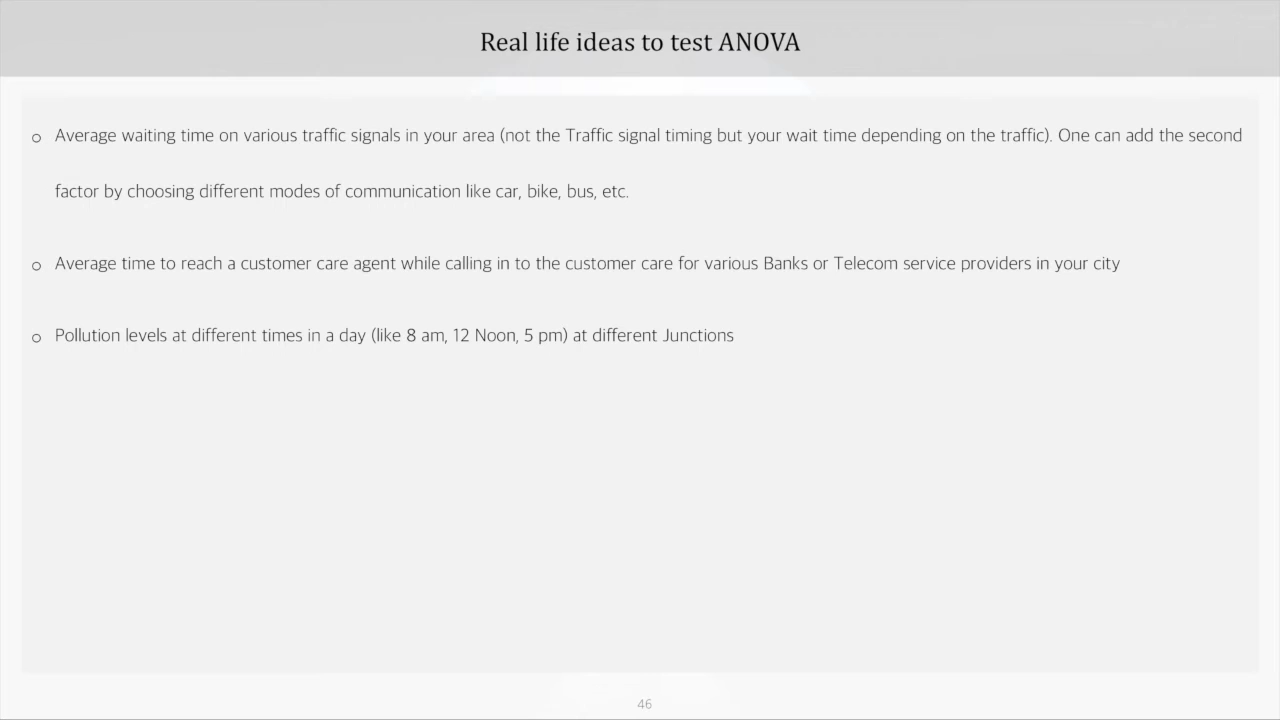 Real life ideas to test ANOVA
o Average waiting time on various traffic signals in your area (not the Traffic signal timing but your wait time depending on the traffic). One can add the second
factor by choosing different modes of communication like car, bike, bus, etc.
o Average time to reach a customer care agent while calling in to the customer care for various Banks or Telecom service providers in your city
o Pollution levels at different times in a day (like 8 am, 12 Noon, 5 pm) at different Junctions
46